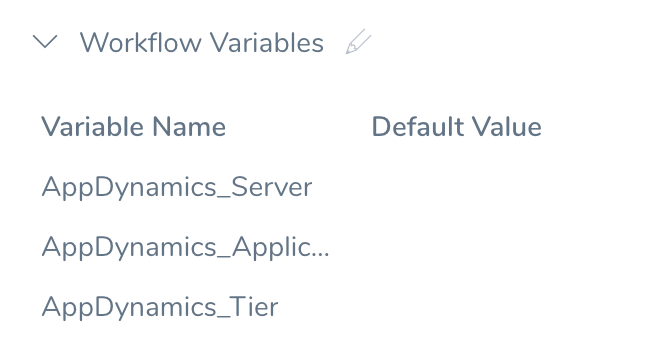 Workflow Variables
Variable Name Default Value
AppDynamics_Server
AppDynamics_Applic...
AppDynamics_Tier